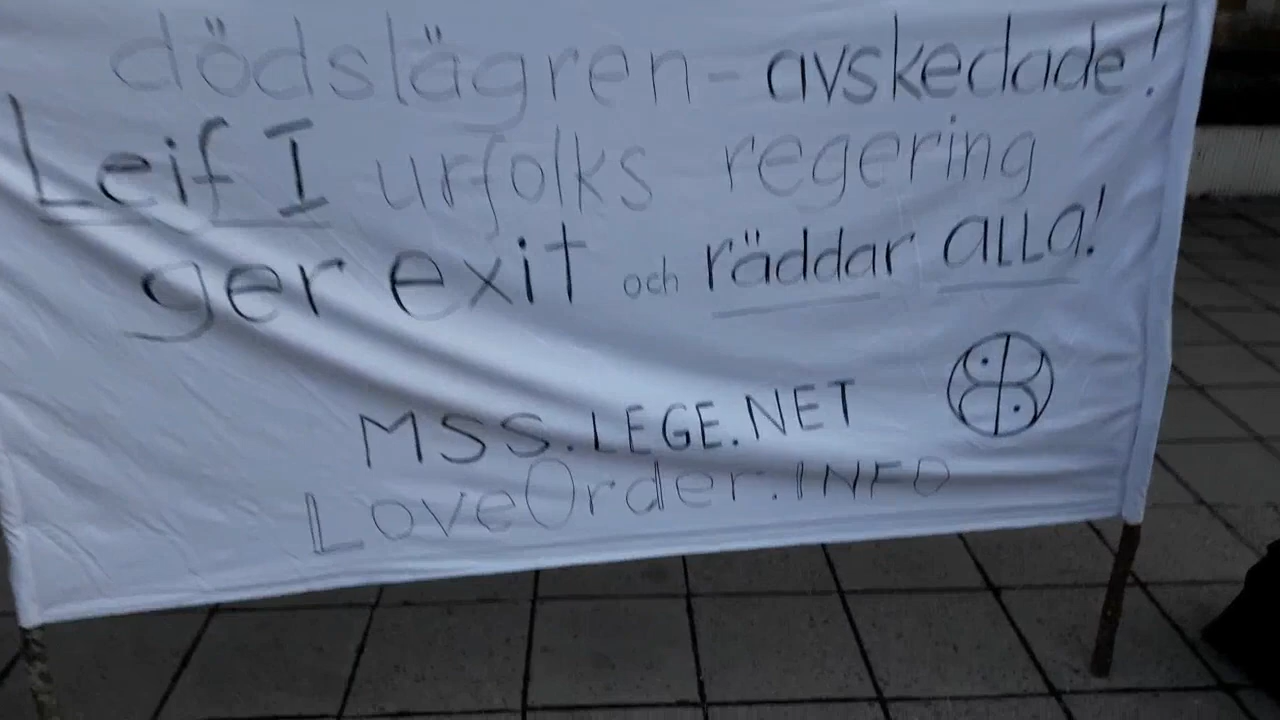 dödslägren-avskedade!
Leif I urfolks regering
ger exit och räddar ALLa!
MSS.LEGE.NET
LoveOrder.INFO